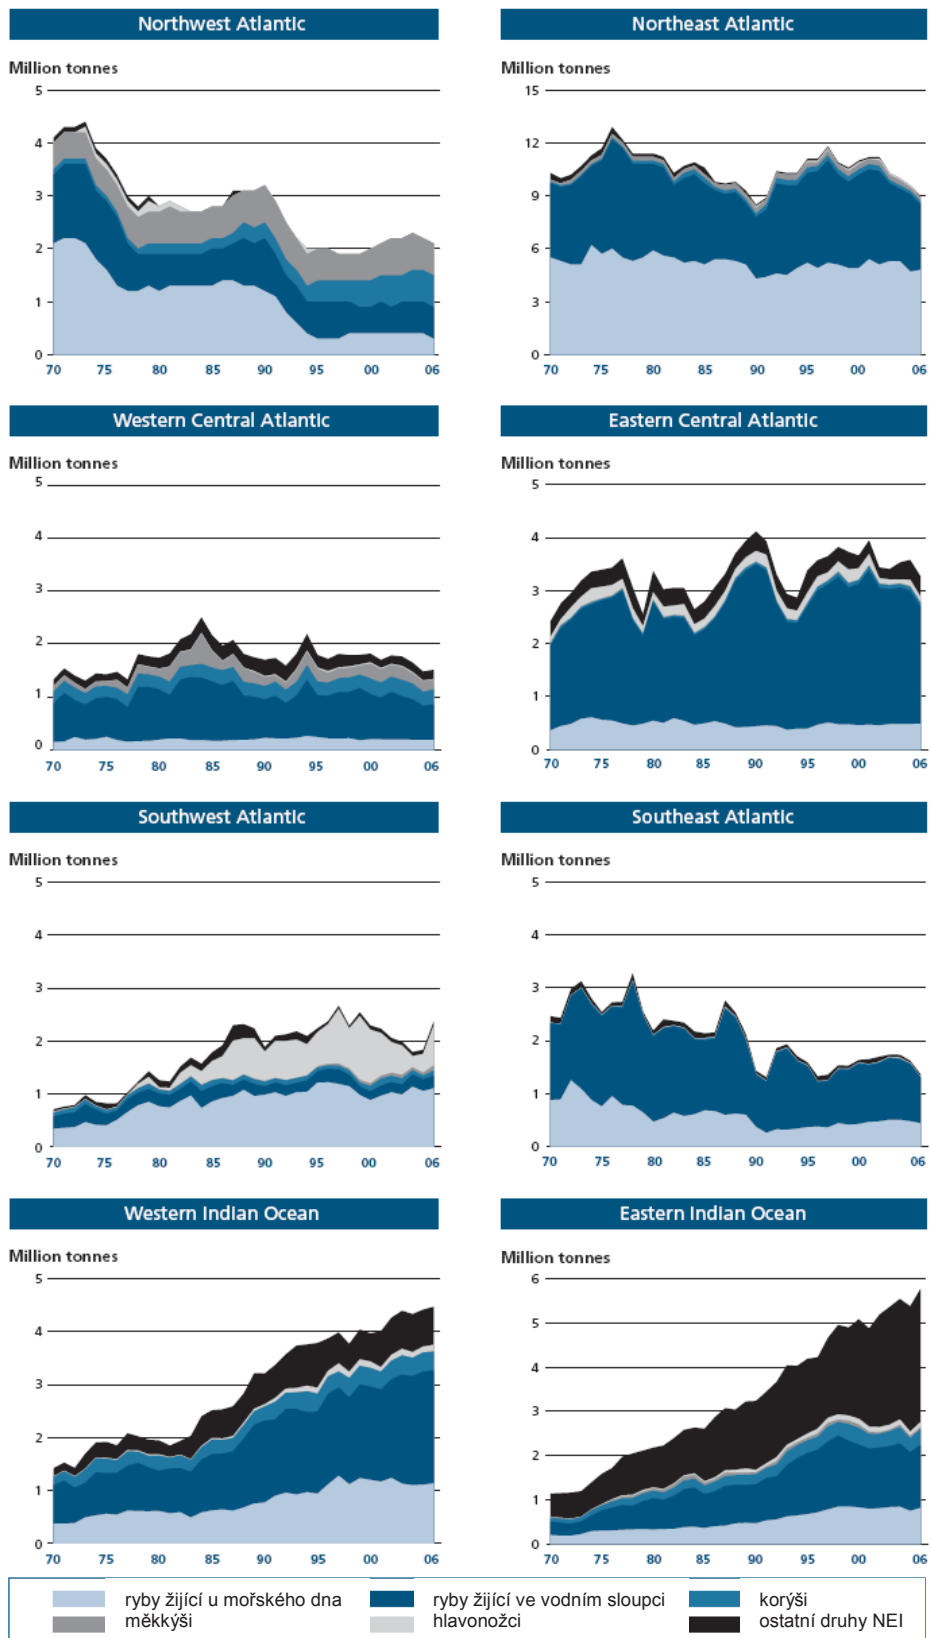 Northwest Atlantic
Million tonnes
5
4
3
2
1
0
70 75 80 85 90 95 00 06
Northeast Atlantic
Million tonnes
15
12
9
6
3
0
70 75 80 85 90 95 00 06
Western Central Atlantic
Million tonnes
5
4
3
2
1
0
70 75 80 85 90 95 00 06
Eastern Central Atlantic
Million tonnes
5
4
3
2
1
0
70 75 80 85 90 95 00 06
Southwest Atlantic
Million tonnes
5
4
3
2
1
0
70 75 80 85 90 95 00 06
Southeast Atlantic
Million tonnes
5
4
3
2
1
0
70 75 80 85 90 95 00 06
Western Indian Ocean
Million tonnes
5
4
3
2
1
0
70 75 80 85 90 95 00 06
Eastern Indian Ocean
Million tonnes
6
5
4
3
2
1
0
70 75 80 85 90 95 00 06
ryby žijící u mořského dna ryby žijící ve vodním sloupci korýši
měkkýši hlavonožci ostatní druhy NEI